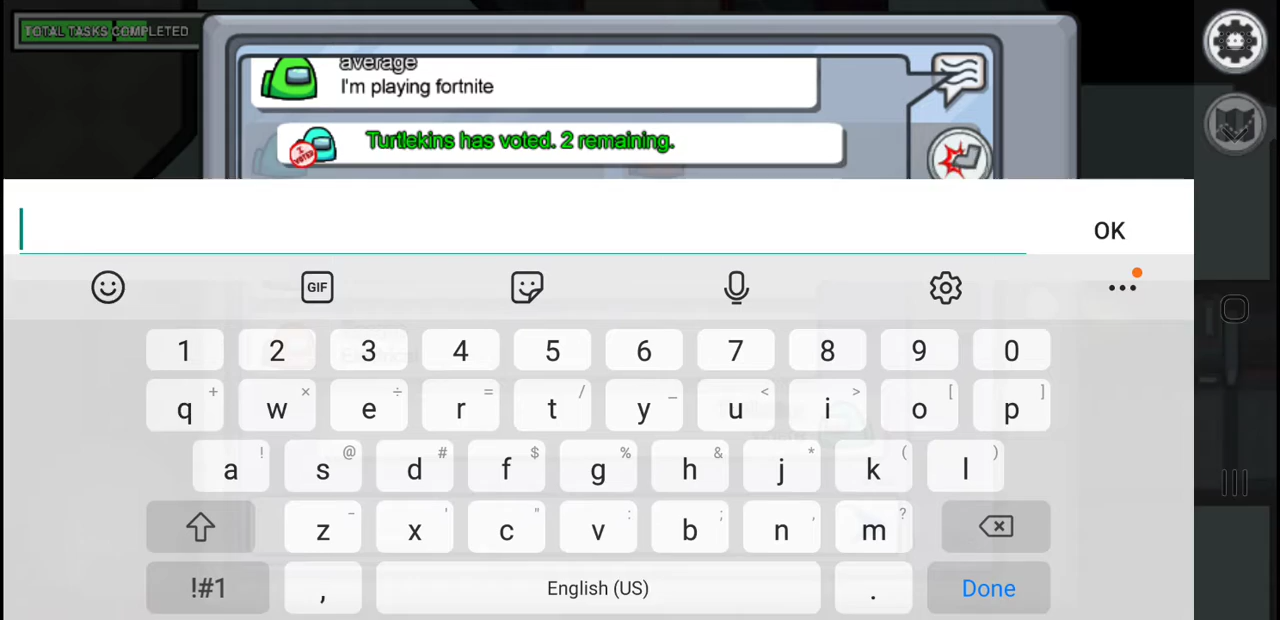 TOTAL TASKS COMPLETED
average
I'm playing fortnite
I VOTED
Turtlekins has voted. 2 remaining.
OK
GIF
1 2 3 4 5 6 7 8 9 0
+ × ÷ = / _ < > [ ]
q w e r t y u i o p
! @ # $ % & * ( )
a s d f g h j k l
- ' " : ; , ?
z x c v b n m
!#1 , English (US) . Done